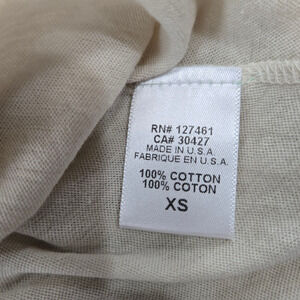 RN# 127461
CA# 30427
MADE IN U.S.A
FABRIQUE EN U.S.A.
100% COTTON
100% COTON
XS